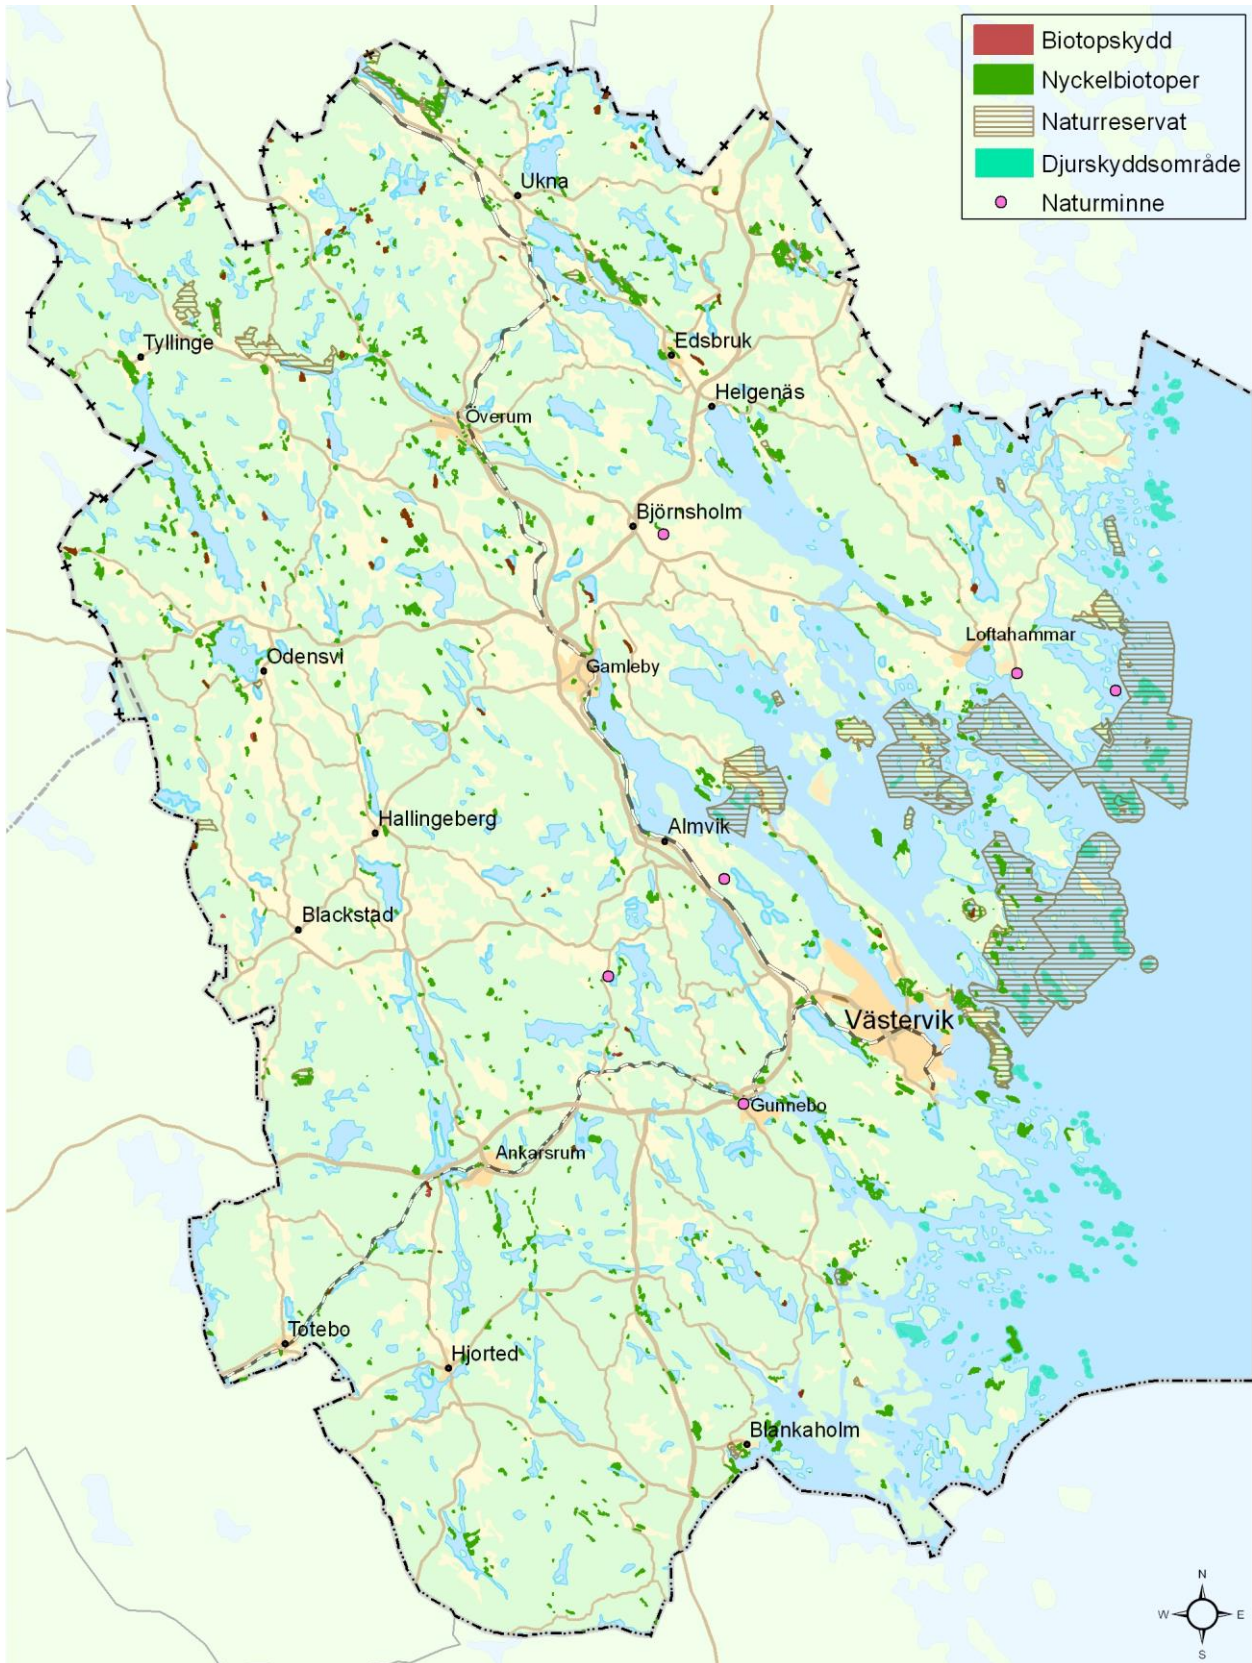 Biotopskydd
Nyckelbiotoper
Naturreservat
Djurskyddsområde
Naturminne
Ukna
Tyllinge
Edsbruk
Helgenäs
Överum
Björnsholm
Loftahammar
Odensvi
Gamleby
Hallingeberg
Almvik
Blackstad
Västervik
Gunnebo
Ankarsrum
Totebo
Hjorted
Blankaholm
N
W
E
S